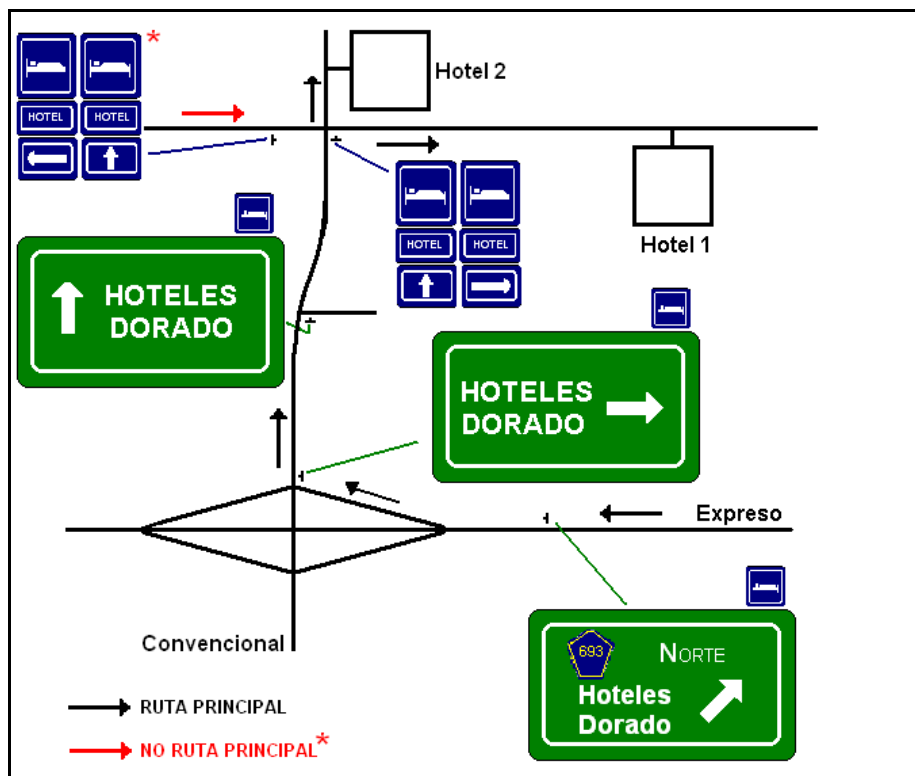 *
HOTEL HOTEL
Hotel 2
HOTEL HOTEL
Hotel 1
HOTELES
DORADO
HOTELES
DORADO
Expreso
Convencional
693 NORTE
Hoteles
Dorado
RUTA PRINCIPAL
NO RUTA PRINCIPAL*